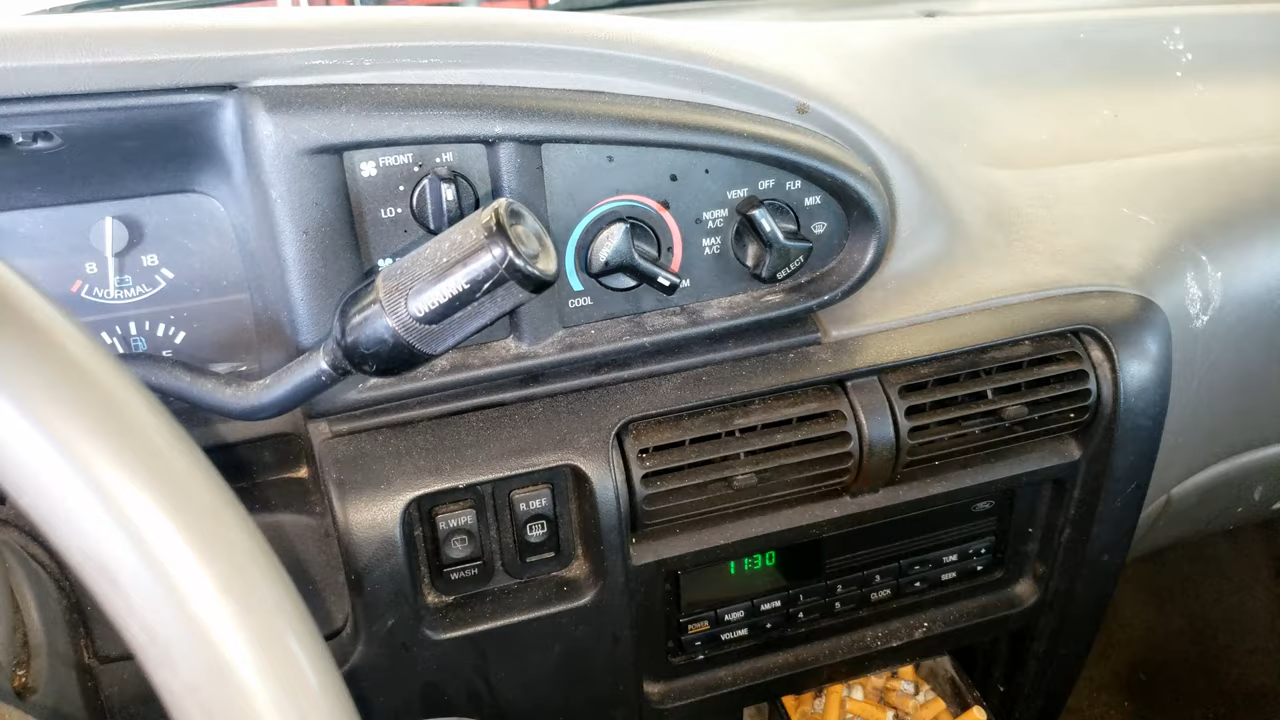 FRONT
HI
LO
8 18
NORMAL
F
OVERDRIVE
COOL
MAX
A/C
NORM
A/C
VENT
OFF
FLR
MIX
SELECT
R.WIPE
WASH
R.DEF
Ford
11:30
POWER
AUDIO
AM/FM
1
2
3
- TUNE +
- VOLUME +
4
5
CLOCK
SEEK